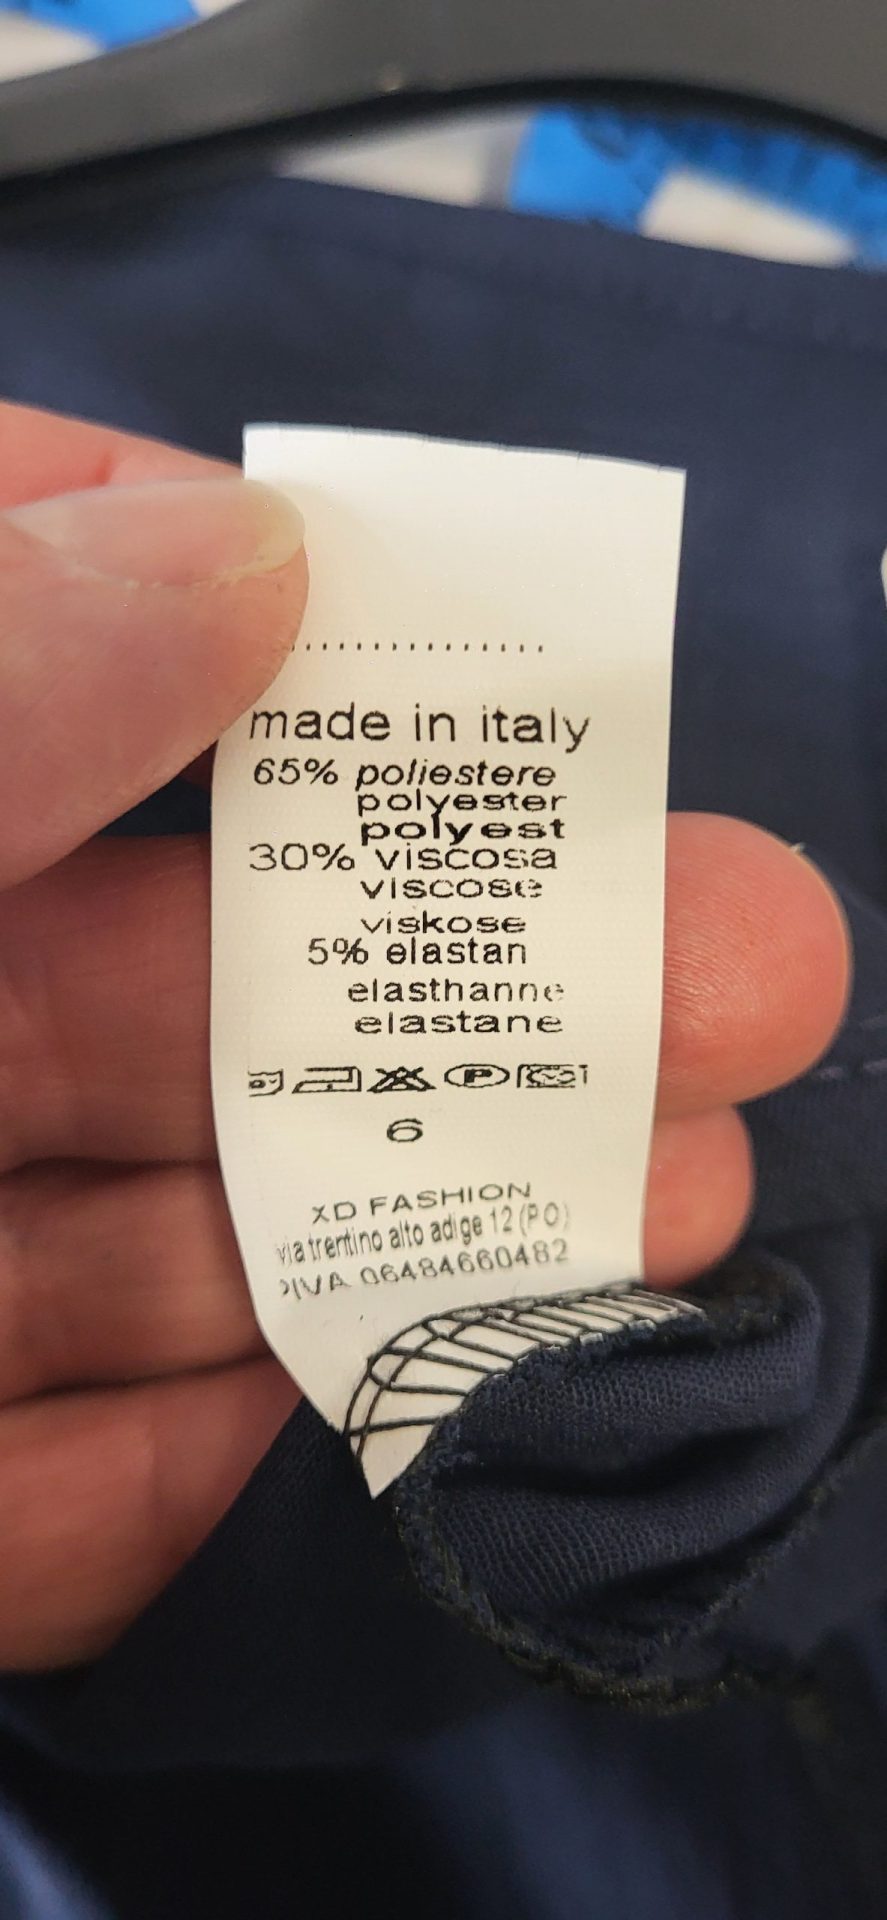 made in italy
65% poliestere
polyester
polyest
30% viscosa
viscose
viskose
5% elastan
elasthanne
elastane
P
6
XD FASHION
via trentino alto adige 12 (PO)
PIVA 06484660482